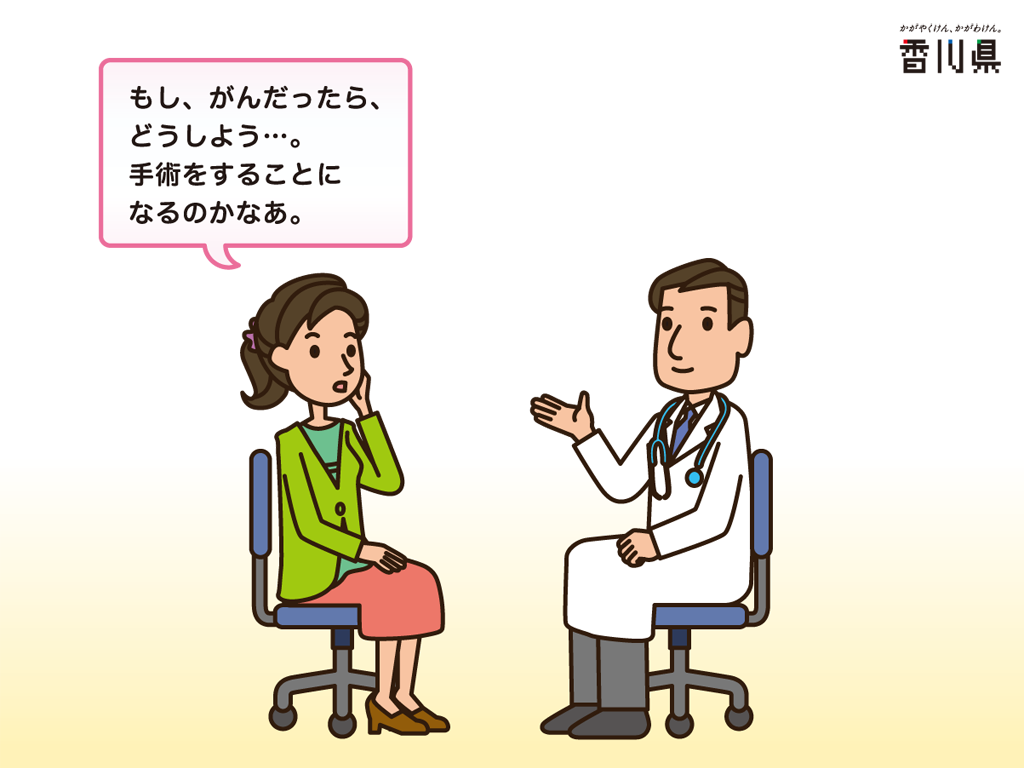 かがやくけん、かがわけん。
香川県
もし、がんだったら、
どうしよう…。
手術をすることに
なるのかなあ。